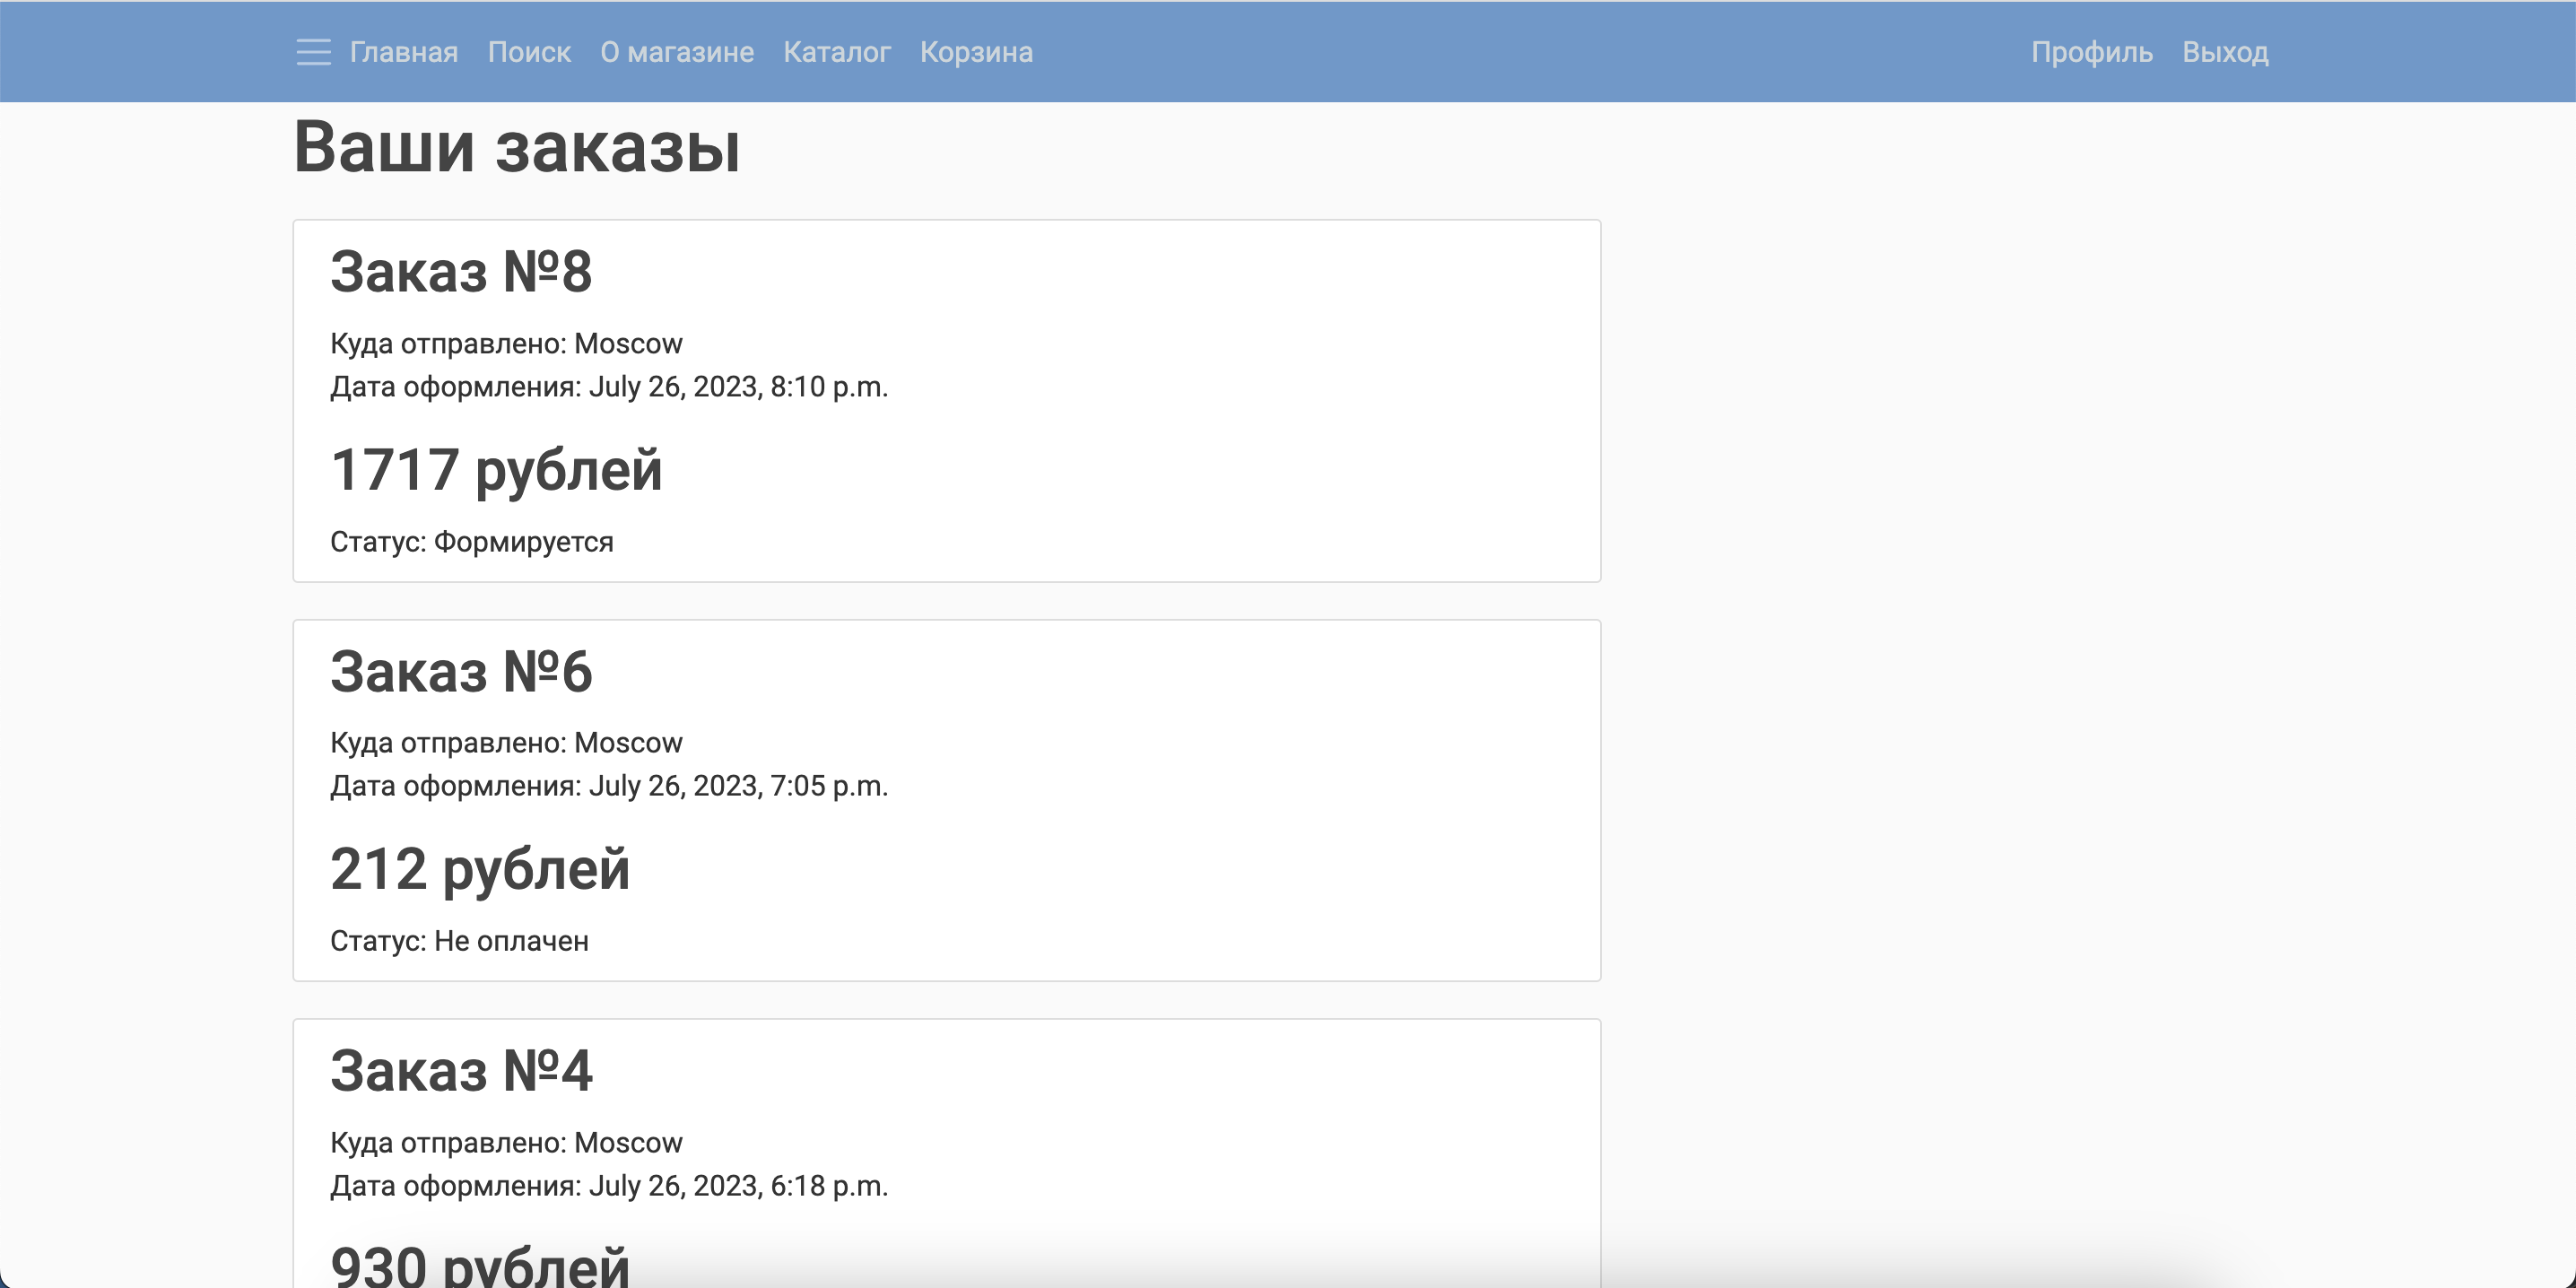 Главная Поиск О магазине Каталог Корзина Профиль Выход
Ваши заказы
Заказ №8
Куда отправлено: Moscow
Дата оформления: July 26, 2023, 8:10 p.m.
1717 рублей
Статус: Формируется
Заказ №6
Куда отправлено: Moscow
Дата оформления: July 26, 2023, 7:05 p.m.
212 рублей
Статус: Не оплачен
Заказ №4
Куда отправлено: Moscow
Дата оформления: July 26, 2023, 6:18 p.m.
930 рублей